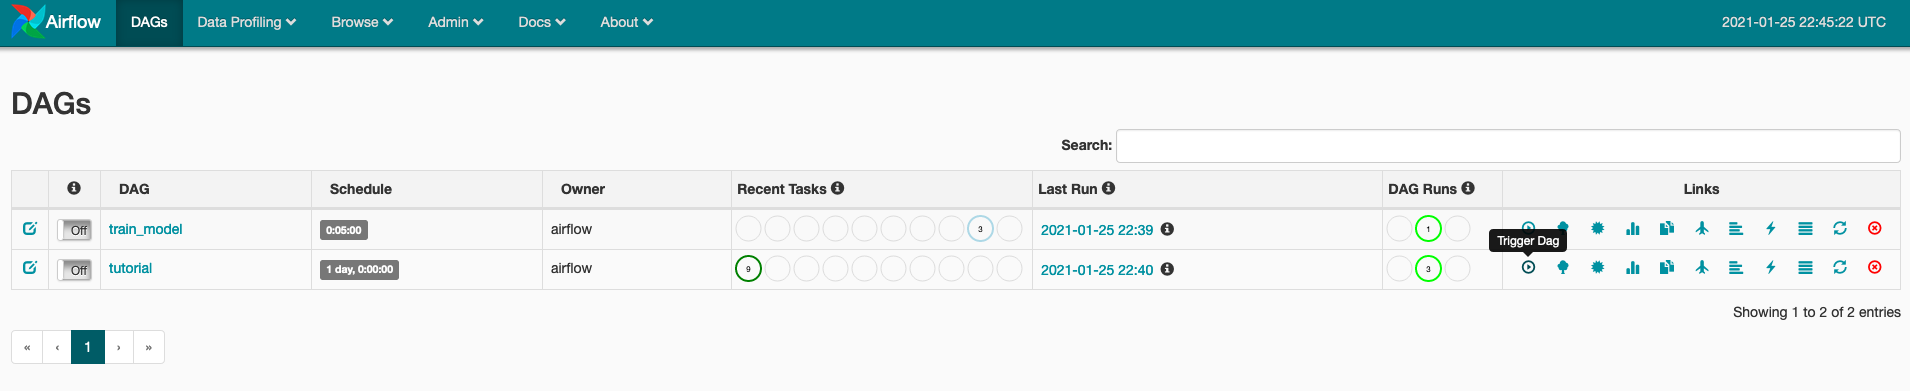 Airflow DAGs Data Profiling Browse Admin Docs About 2021-01-25 22:45:22 UTC
DAGs
Search:
DAG Schedule Owner Recent Tasks Last Run DAG Runs Links
Off train_model 0:05:00 airflow 3 2021-01-25 22:39 1
Trigger Dag
Off tutorial 1 day, 0:00:00 airflow 9 2021-01-25 22:40 3
Showing 1 to 2 of 2 entries
« ‹ 1 › »